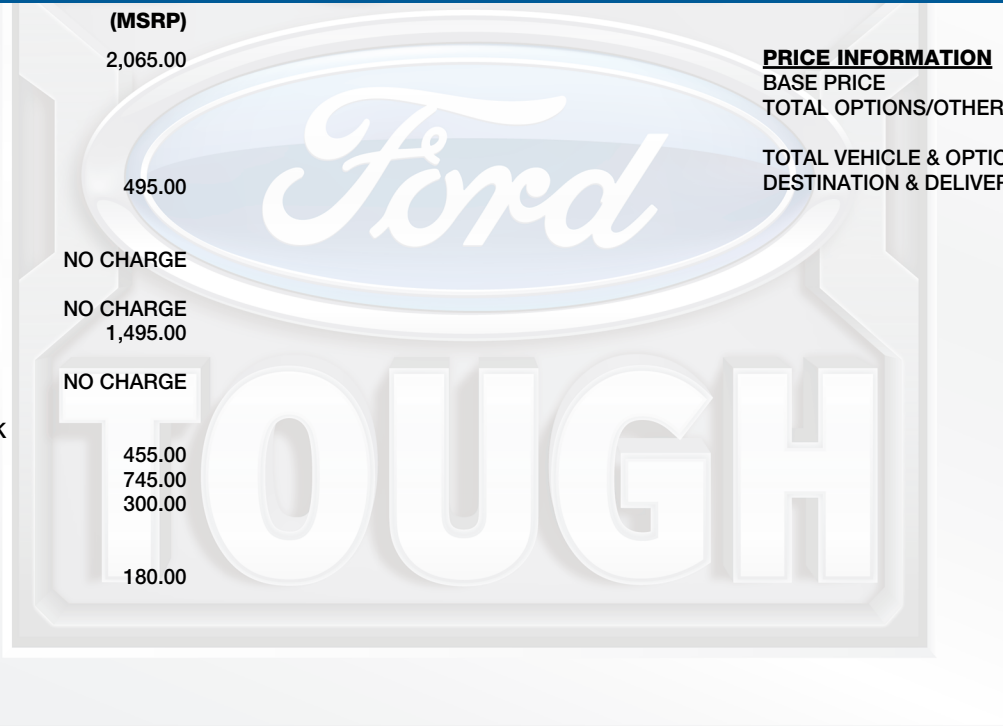 (MSRP)
2,065.00
495.00
NO CHARGE
NO CHARGE
1,495.00
NO CHARGE
K
455.00
745.00
300.00
180.00
PRICE INFORMATION
BASE PRICE
TOTAL OPTIONS/OTHER
TOTAL VEHICLE & OPTIO
DESTINATION & DELIVER
Ford
TOUGH